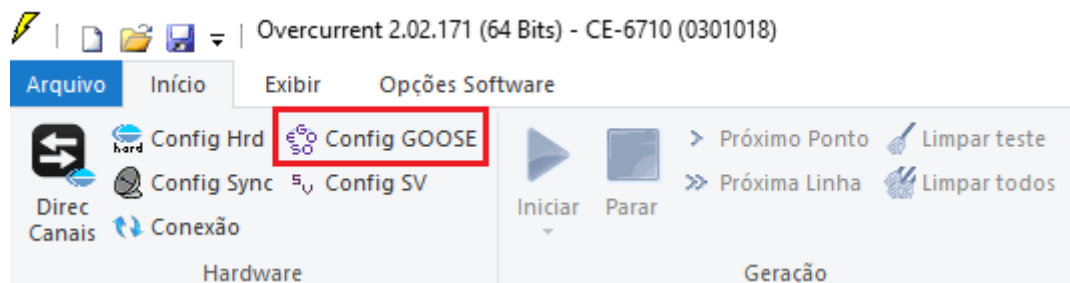 Overcurrent 2.02.171 (64 Bits) - CE-6710 (0301018)
Arquivo Início Exibir Opções Software
Config Hrd Config GOOSE
Config Sync Config SV
Direc Canais
Conexão
Hardware
Iniciar Parar
Próximo Ponto Limpar teste
Próxima Linha Limpar todos
Geração